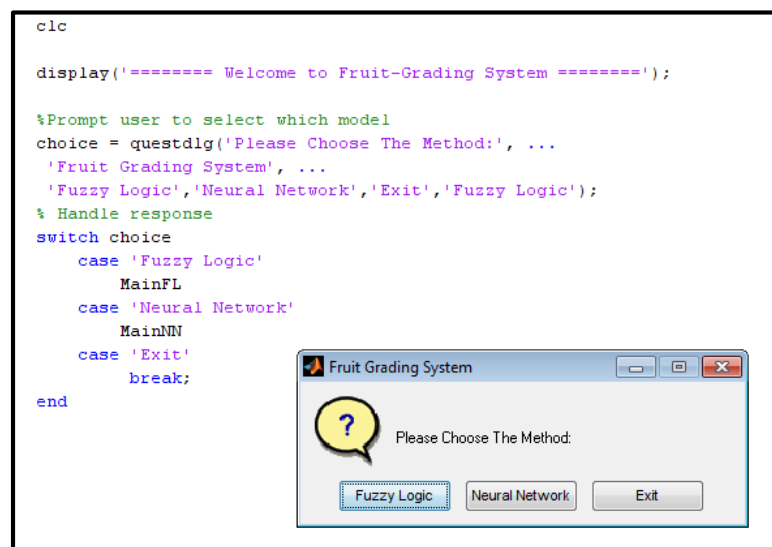 clc
display('======== Welcome to Fruit-Grading System ========');
%Prompt user to select which model
choice = questdlg('Please Choose The Method:', ...
'Fruit Grading System', ...
'Fuzzy Logic','Neural Network','Exit','Fuzzy Logic');
% Handle response
switch choice
case 'Fuzzy Logic'
MainFL
case 'Neural Network'
MainNN
case 'Exit'
break;
end
Fruit Grading System
?
Please Choose The Method:
Fuzzy Logic Neural Network Exit